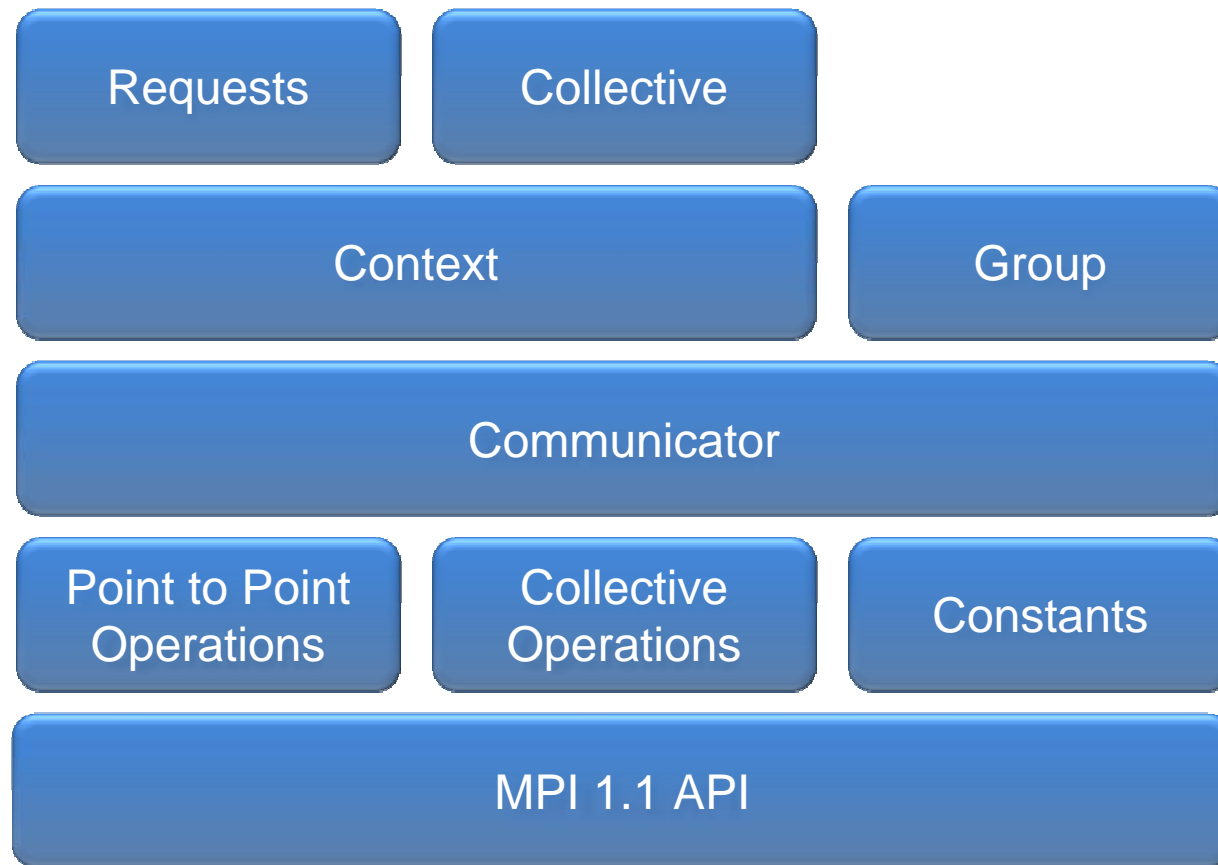 Requests
Collective
Context
Group
Communicator
Point to Point
Operations
Collective
Operations
Constants
MPI 1.1 API